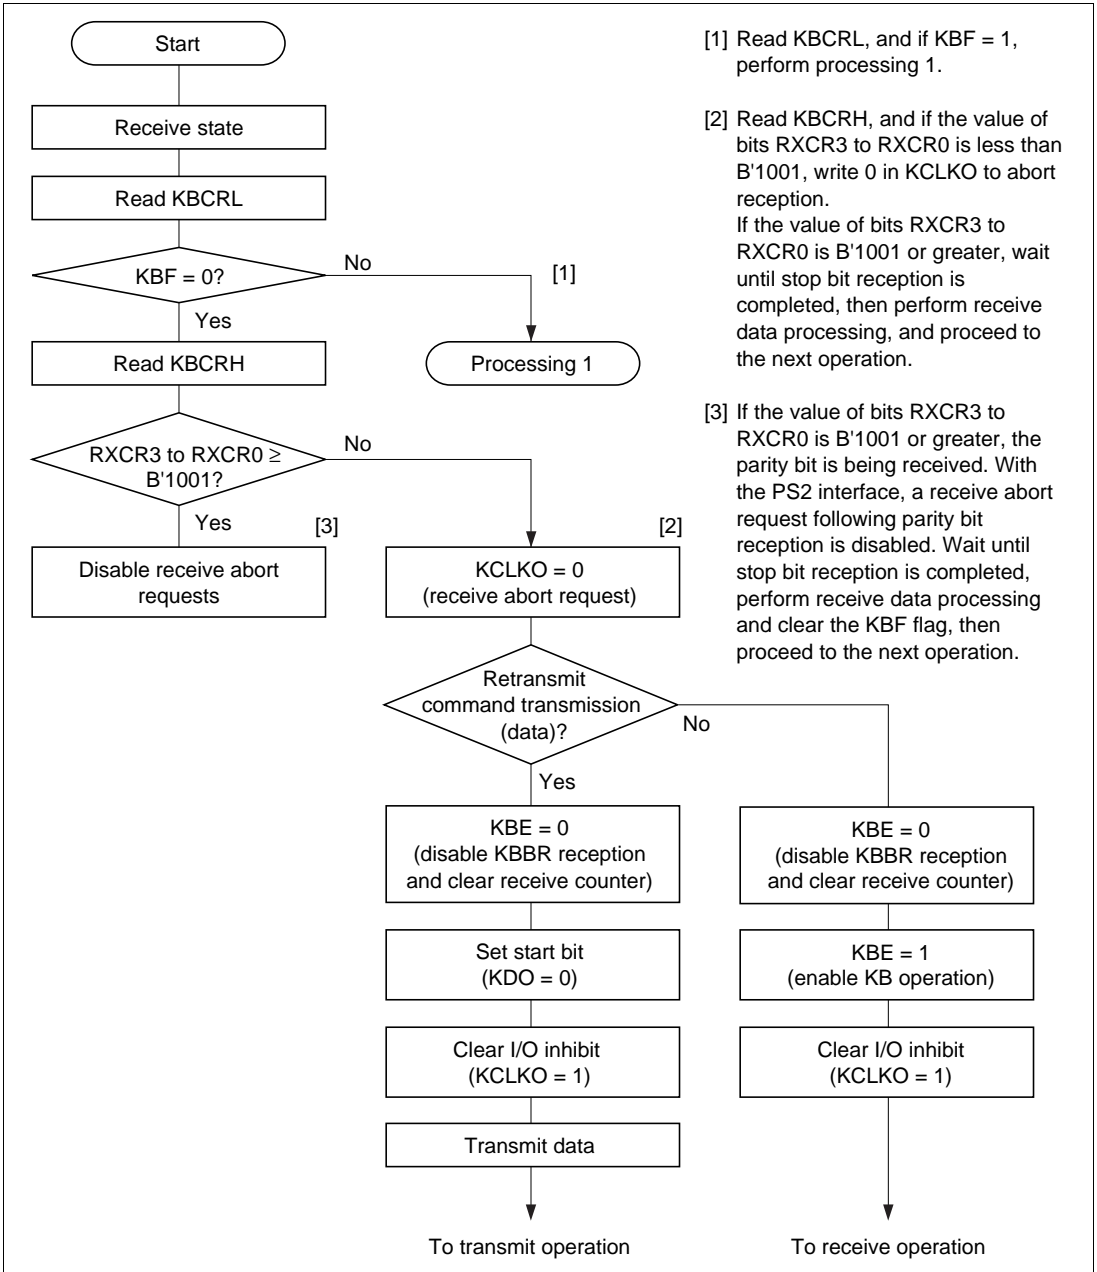 Start
Receive state
Read KBCRL
KBF = 0?
No
[1]
Yes
Processing 1
Read KBCRH
RXCR3 to RXCR0 ≥
B'1001?
No
Yes
[3]
Disable receive abort
requests
[2]
KCLKO = 0
(receive abort request)
Retransmit
command transmission
(data)?
No
Yes
KBE = 0
(disable KBBR reception
and clear receive counter)
Set start bit
(KDO = 0)
Clear I/O inhibit
(KCLKO = 1)
Transmit data
To transmit operation
KBE = 0
(disable KBBR reception
and clear receive counter)
KBE = 1
(enable KB operation)
Clear I/O inhibit
(KCLKO = 1)
To receive operation
[1] Read KBCRL, and if KBF = 1,
perform processing 1.
[2] Read KBCRH, and if the value of
bits RXCR3 to RXCR0 is less than
B'1001, write 0 in KCLKO to abort
reception.
If the value of bits RXCR3 to
RXCR0 is B'1001 or greater, wait
until stop bit reception is
completed, then perform receive
data processing, and proceed to
the next operation.
[3] If the value of bits RXCR3 to
RXCR0 is B'1001 or greater, the
parity bit is being received. With
the PS2 interface, a receive abort
request following parity bit
reception is disabled. Wait until
stop bit reception is completed,
perform receive data processing
and clear the KBF flag, then
proceed to the next operation.